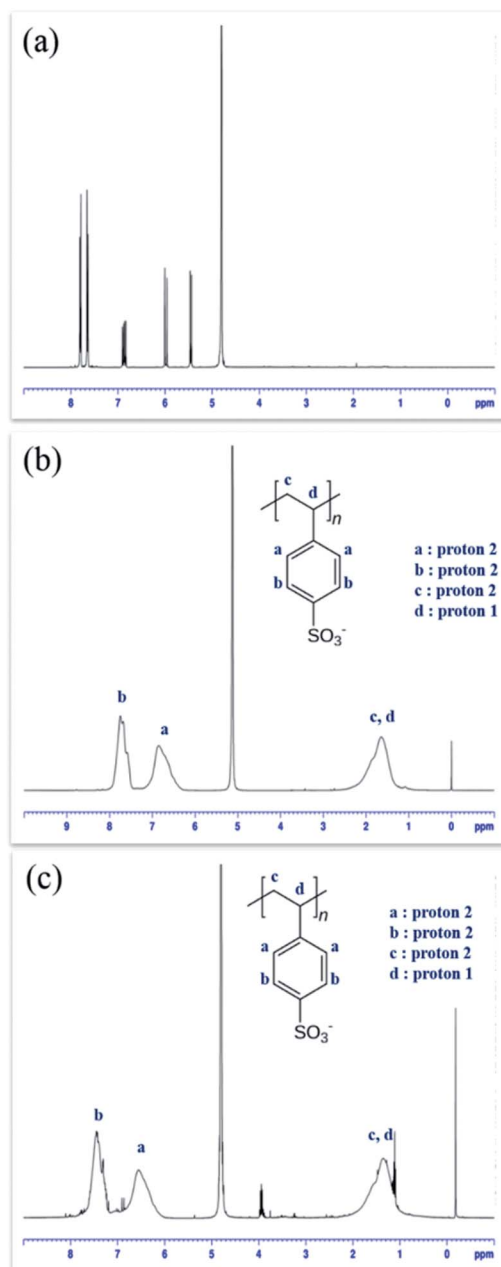 (a)
8 7 6 5 4 3 2 1 0 ppm
(b)
c
d
n
a a
b b
SO3-
a : proton 2
b : proton 2
c : proton 2
d : proton 1
b
a
c, d
9 8 7 6 5 4 3 2 1 0 ppm
(c)
c
d
n
a a
b b
SO3-
a : proton 2
b : proton 2
c : proton 2
d : proton 1
b
a
c, d
8 7 6 5 4 3 2 1 0 ppm